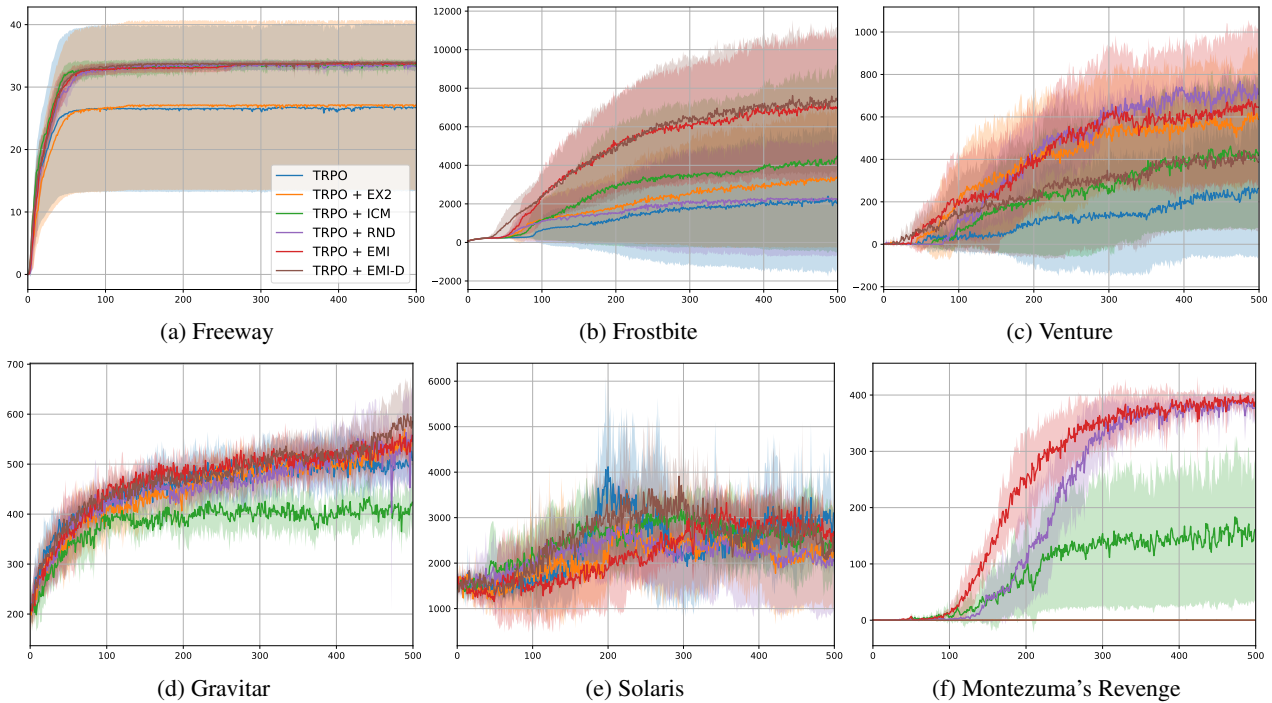 40
30
20
10
0
0 100 200 300 400 500
TRPO
TRPO + EX2
TRPO + ICM
TRPO + RND
TRPO + EMI
TRPO + EMI-D
(a) Freeway
12000
10000
8000
6000
4000
2000
0
−2000
0 100 200 300 400 500
(b) Frostbite
1000
800
600
400
200
0
−200
0 100 200 300 400 500
(c) Venture
700
600
500
400
300
200
0 100 200 300 400 500
(d) Gravitar
6000
5000
4000
3000
2000
1000
0 100 200 300 400 500
(e) Solaris
400
300
200
100
0
0 100 200 300 400 500
(f) Montezuma's Revenge